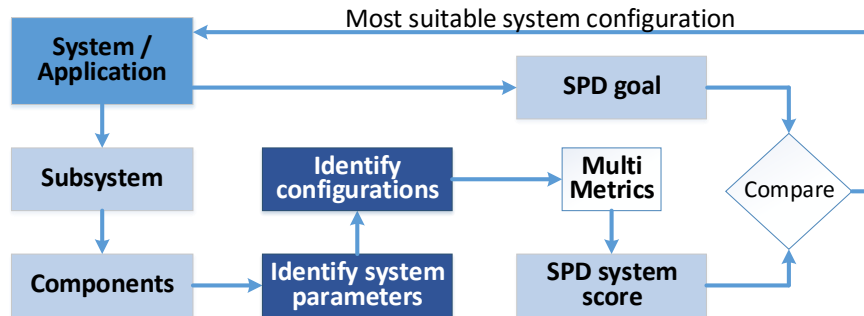 Most suitable system configuration
System /
Application
SPD goal
Subsystem
Identify
configurations
Multi
Metrics
Compare
Components
Identify system
parameters
SPD system
score